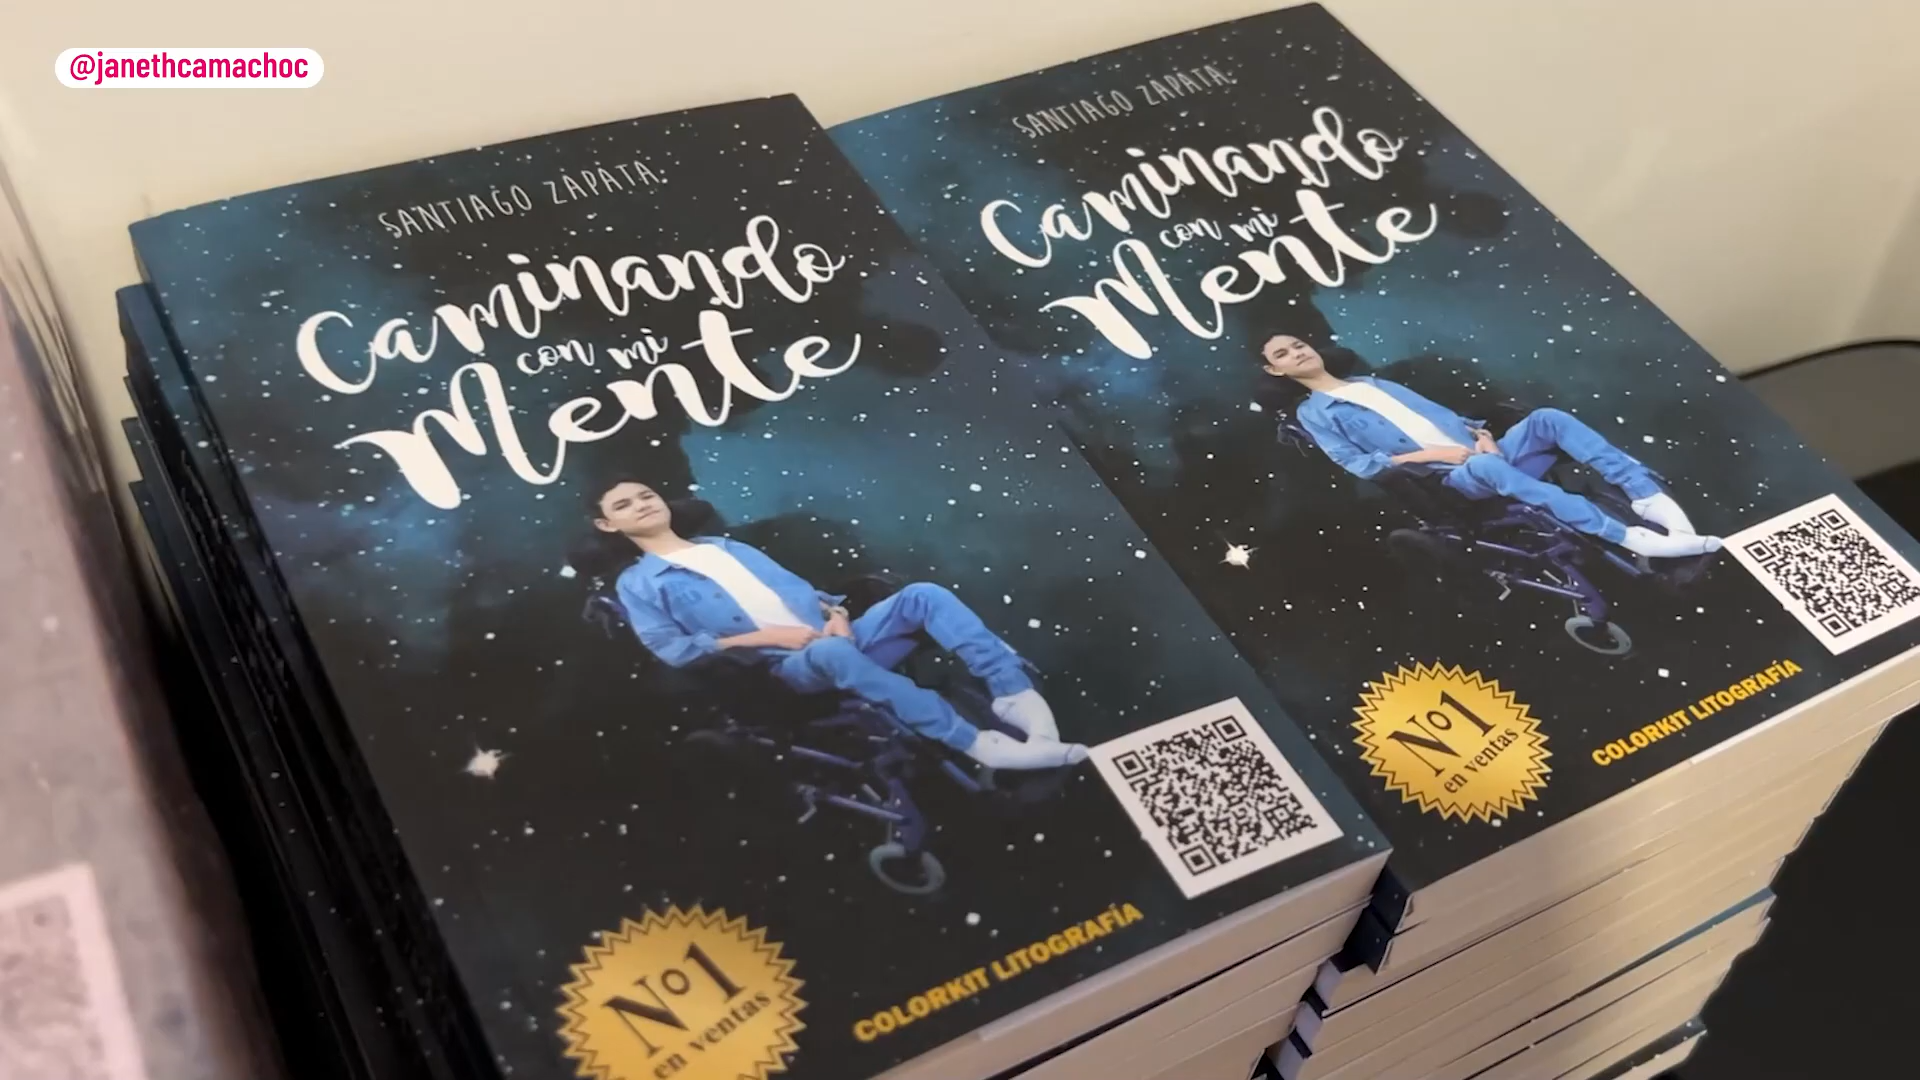 @janethcamachoc
SANTIAGO ZAPATA
Caminando
con mi
Mente
Nº1
en ventas
COLORKIT LITOGRAFÍA
SANTIAGO ZAPATA
Caminando
con mi
Mente
Nº1
en ventas
COLORKIT LITOGRAFÍA